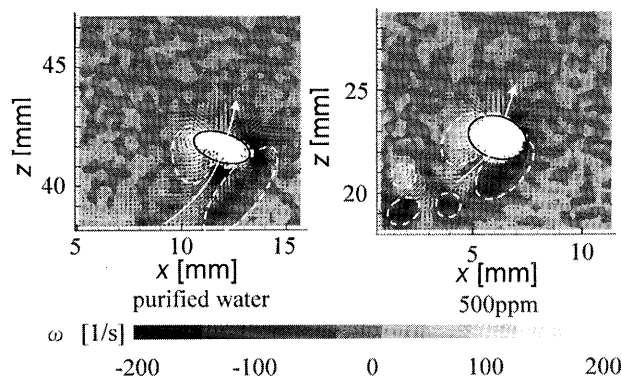 45
40
z [mm]
5 10 15
x [mm]
purified water
25
20
z [mm]
5 10
x [mm]
500ppm
ω [1/s]
-200 -100 0 100 200